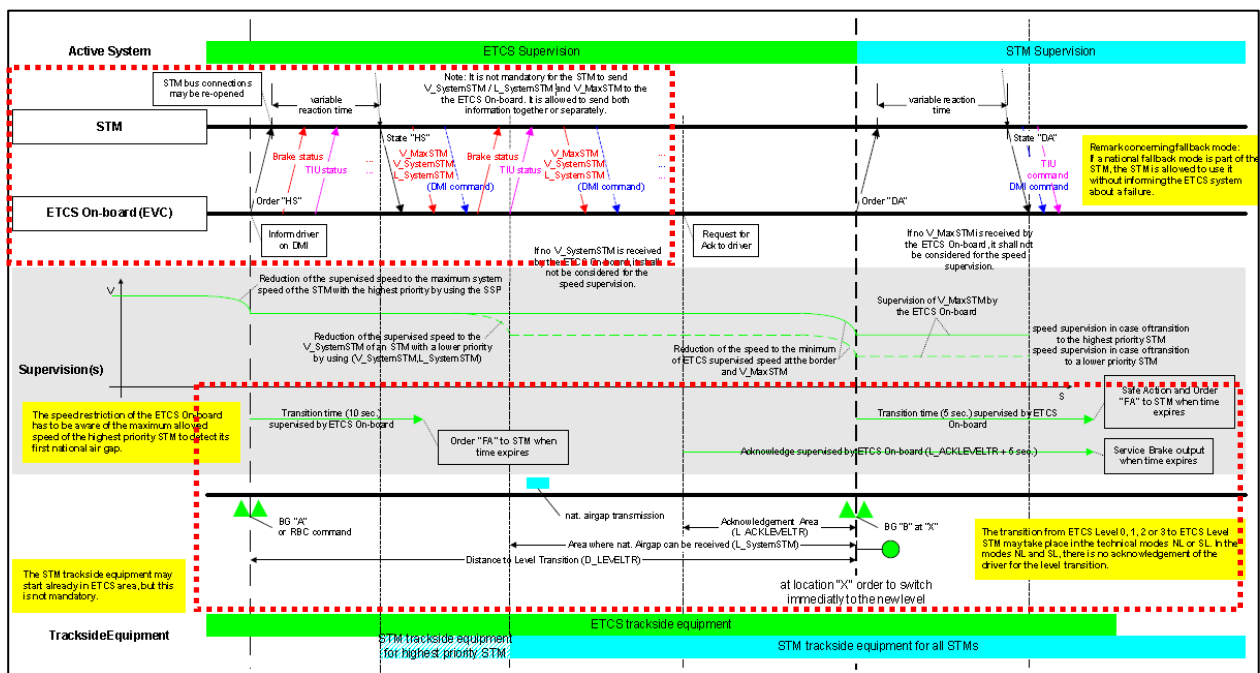 Active System
ETCS Supervision
STM Supervision
STM bus connections
may be re-opened
variable
reaction time
Note: It is not mandatory for the STM to send
V_SystemSTM / L_SystemSTM and V_MaxSTM to the
the ETCS On-board. It is allowed to send both
information together or separately.
variable reaction
time
STM
State "HS"
State "DA"
Brake status
TIU status
...
...
V_MaxSTM
V_SystemSTM
L_SystemSTM
(DMI command)
Brake status
TIU status
V_MaxSTM
V_SystemSTM
L_SystemSTM
(DMI command)
...
...
...
TIU
command
DMI command
Remark concerning fallback mode:
If a national fallback mode is part of the
STM, the STM is allowed to use it
without informing the ETCS system
about a failure.
ETCS On-board (EVC)
Order "HS"
Order "DA"
Inform driver
on DMI
Request for
Ack to driver
If no V_SystemSTM is received
by the ETCS On-board, it shall
not be considered for the
speed supervision.
If no V_MaxSTM is received by
the ETCS On-board, it shall not
be considered for the speed
supervision.
V
Reduction of the supervised speed to the maximum system
speed of the STM with the highest priority by using the SSP
Reduction of the supervised speed to the
V_SystemSTM of an STM with a lower priority
by using (V_SystemSTM, L_SystemSTM)
Reduction of the speed to the minimum
of ETCS supervised speed at the border
and V_MaxSTM
Supervision of V_MaxSTM by
the ETCS On-board
speed supervision in case of transition
to the highest priority STM
speed supervision in case of transition
to a lower priority STM
Supervision(s)
S
The speed restriction of the ETCS On-board
has to be aware of the maximum allowed
speed of the highest priority STM to detect its
first national air gap.
Transition time (10 sec.)
supervised by ETCS On-board
Order "FA" to STM when
time expires
Transition time (5 sec.) supervised by ETCS
On-board
Safe Action and Order
"FA" to STM when time
expires
Acknowledge supervised by ETCS On-board (L_ACKLEVELTR + 5 sec.)
Service Brake output
when time expires
BG "A"
or RBC command
nat. airgap transmission
Acknowledgement Area
(L_ACKLEVELTR)
BG "B" at "X"
Area where nat. Airgap can be received (L_SystemSTM)
Distance to Level Transition (D_LEVELTR)
The transition from ETCS Level 0, 1, 2 or 3 to ETCS Level
STM may take place in the technical modes NL or SL. In the
modes NL and SL, there is no acknowledgement of the
driver for the level transition.
The STM trackside equipment may
start already in ETCS area, but this
is not mandatory.
at location "X" order to switch
immediatly to the new level
ETCS trackside equipment
Trackside Equipment
STM trackside equipment
for highest priority STM
STM trackside equipment for all STMs